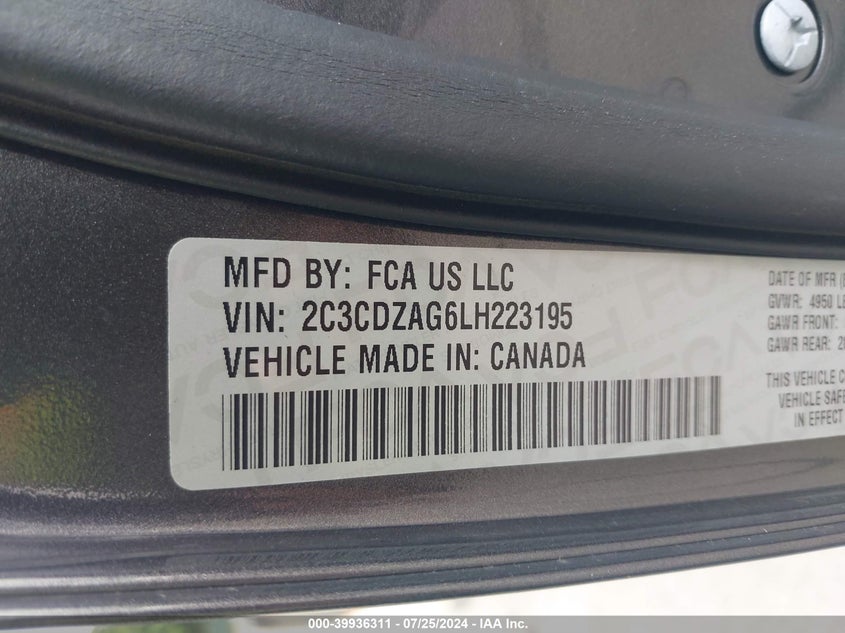 MFD BY: FCA US LLC
VIN: 2C3CDZAG6LH223195
VEHICLE MADE IN: CANADA
DATE OF MFR
GVWR: 4950 LB
GAWR FRONT:
GAWR REAR:
THIS VEHICLE
VEHICLE SAFE
IN EFFECT
000-39936311 - 07/25/2024 - IAA Inc.